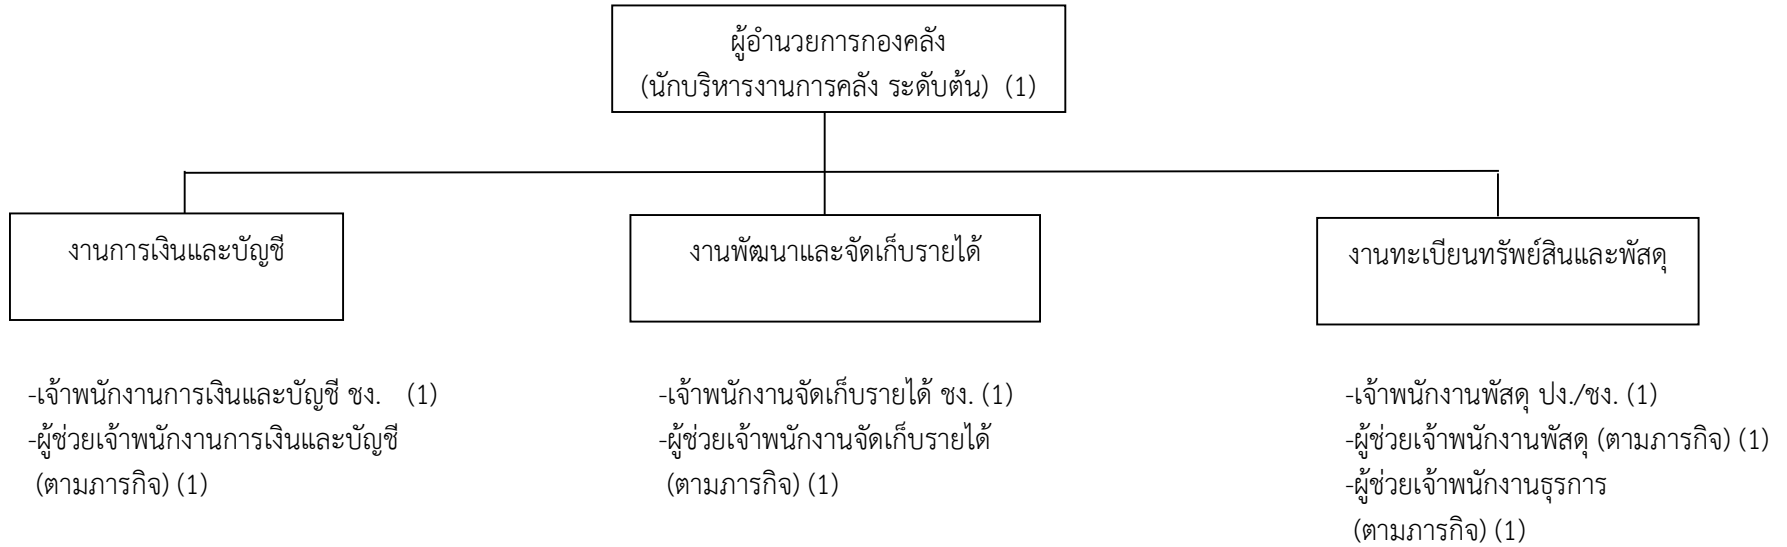 ผู้อำนวยการกองคลัง
(นักบริหารงานการคลัง ระดับต้น) (1)
งานการเงินและบัญชี
งานพัฒนาและจัดเก็บรายได้
งานทะเบียนทรัพย์สินและพัสดุ
-เจ้าพนักงานการเงินและบัญชี ชง. (1)
-ผู้ช่วยเจ้าพนักงานการเงินและบัญชี
(ตามภารกิจ) (1)
-เจ้าพนักงานจัดเก็บรายได้ ชง. (1)
-ผู้ช่วยเจ้าพนักงานจัดเก็บรายได้
(ตามภารกิจ) (1)
-เจ้าพนักงานพัสดุ ปง./ชง. (1)
-ผู้ช่วยเจ้าพนักงานพัสดุ (ตามภารกิจ) (1)
-ผู้ช่วยเจ้าพนักงานธุรการ
(ตามภารกิจ) (1)